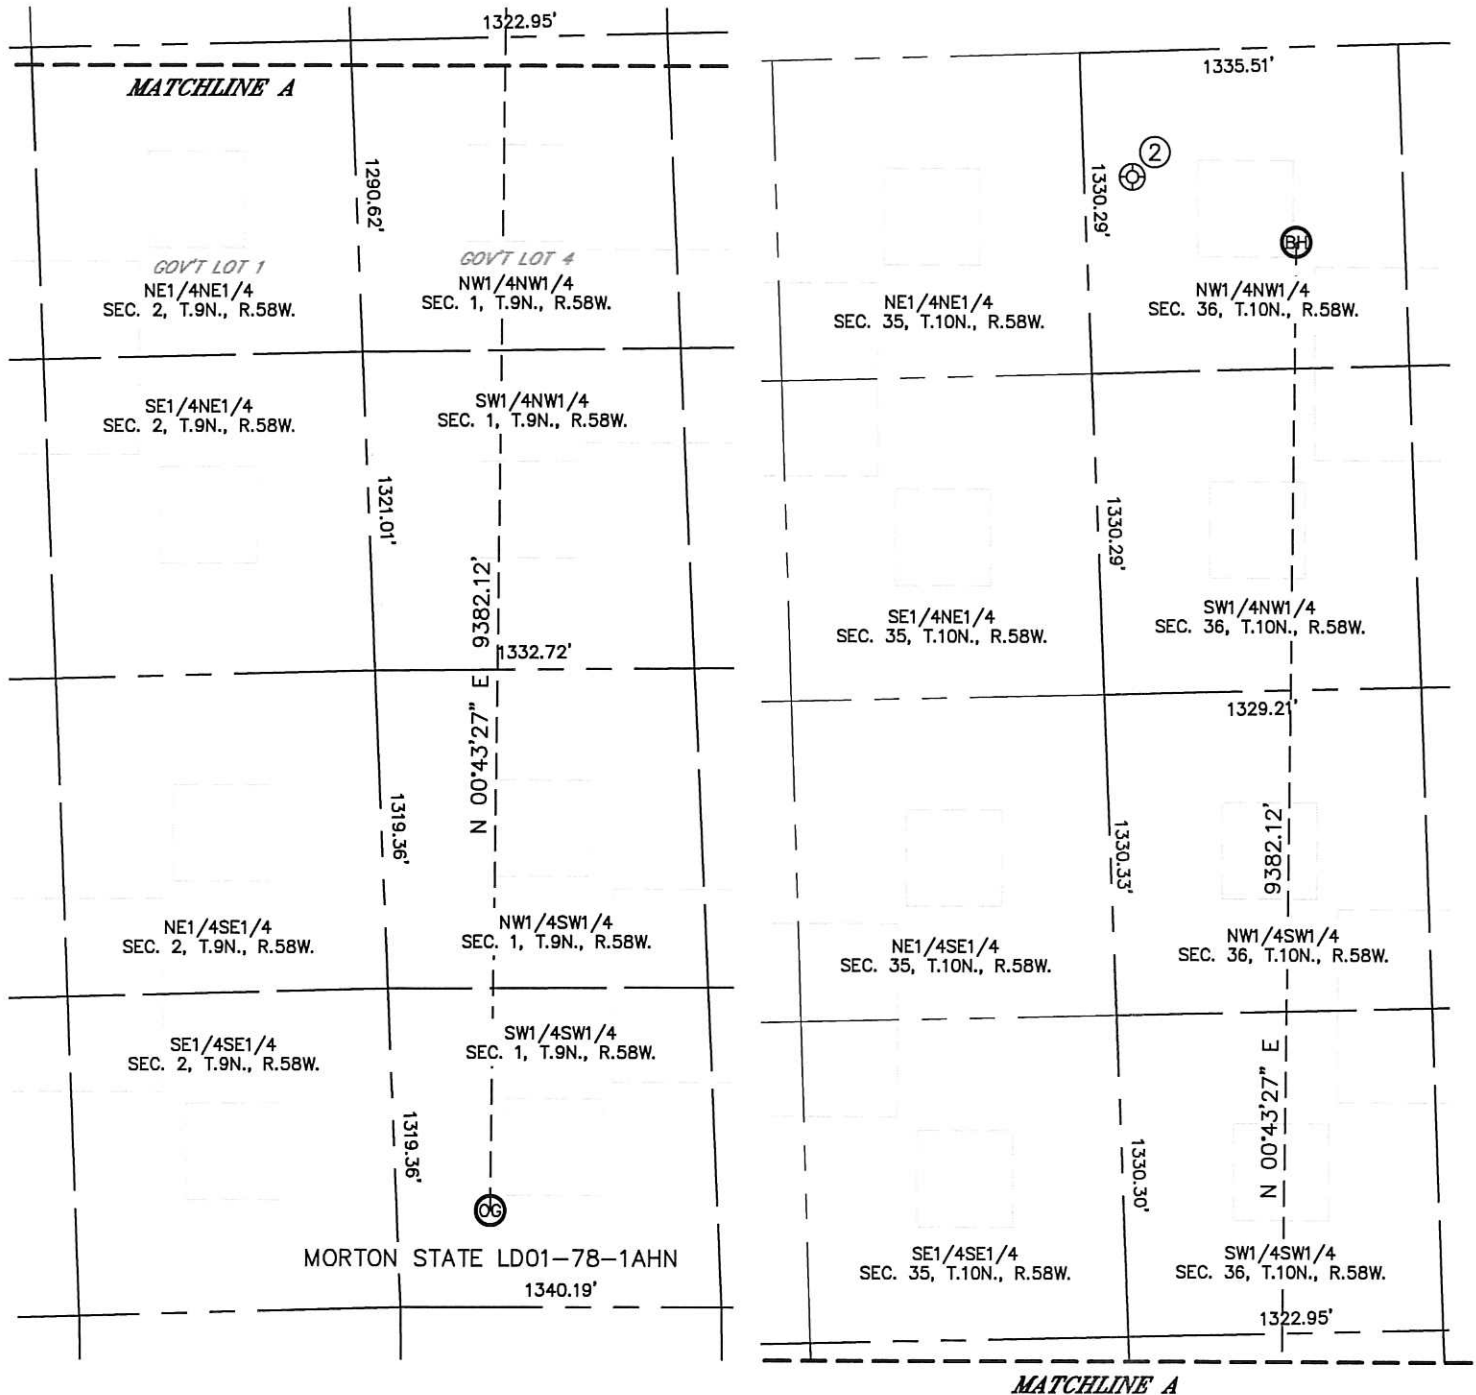 1322.95'
MATCHLINE A
1290.62'
GOV'T LOT 1
NE1/4NE1/4
SEC. 2, T.9N., R.58W.
GOV'T LOT 4
NW1/4NW1/4
SEC. 1, T.9N., R.58W.
SE1/4NE1/4
SEC. 2, T.9N., R.58W.
SW1/4NW1/4
SEC. 1, T.9N., R.58W.
1321.01'
N 00°43'27" E 9382.12'
1332.72'
1319.36'
NE1/4SE1/4
SEC. 2, T.9N., R.58W.
NW1/4SW1/4
SEC. 1, T.9N., R.58W.
SE1/4SE1/4
SEC. 2, T.9N., R.58W.
SW1/4SW1/4
SEC. 1, T.9N., R.58W.
1319.36'
OG
MORTON STATE LD01-78-1AHN
1340.19'
1335.51'
2
1330.29'
BH
NE1/4NE1/4
SEC. 35, T.10N., R.58W.
NW1/4NW1/4
SEC. 36, T.10N., R.58W.
1330.29'
SE1/4NE1/4
SEC. 35, T.10N., R.58W.
SW1/4NW1/4
SEC. 36, T.10N., R.58W.
1329.21'
1330.33'
N 00°43'27" E 9382.12'
NE1/4SE1/4
SEC. 35, T.10N., R.58W.
NW1/4SW1/4
SEC. 36, T.10N., R.58W.
1330.30'
SE1/4SE1/4
SEC. 35, T.10N., R.58W.
SW1/4SW1/4
SEC. 36, T.10N., R.58W.
1322.95'
MATCHLINE A